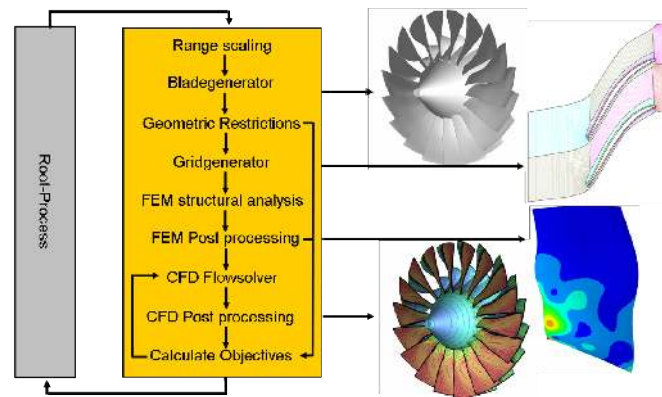 Root-Process
Range scaling
Bladegenerator
Geometric Restrictions
Gridgenerator
FEM structural analysis
FEM Post processing
CFD Flowsolver
CFD Post processing
Calculate Objectives